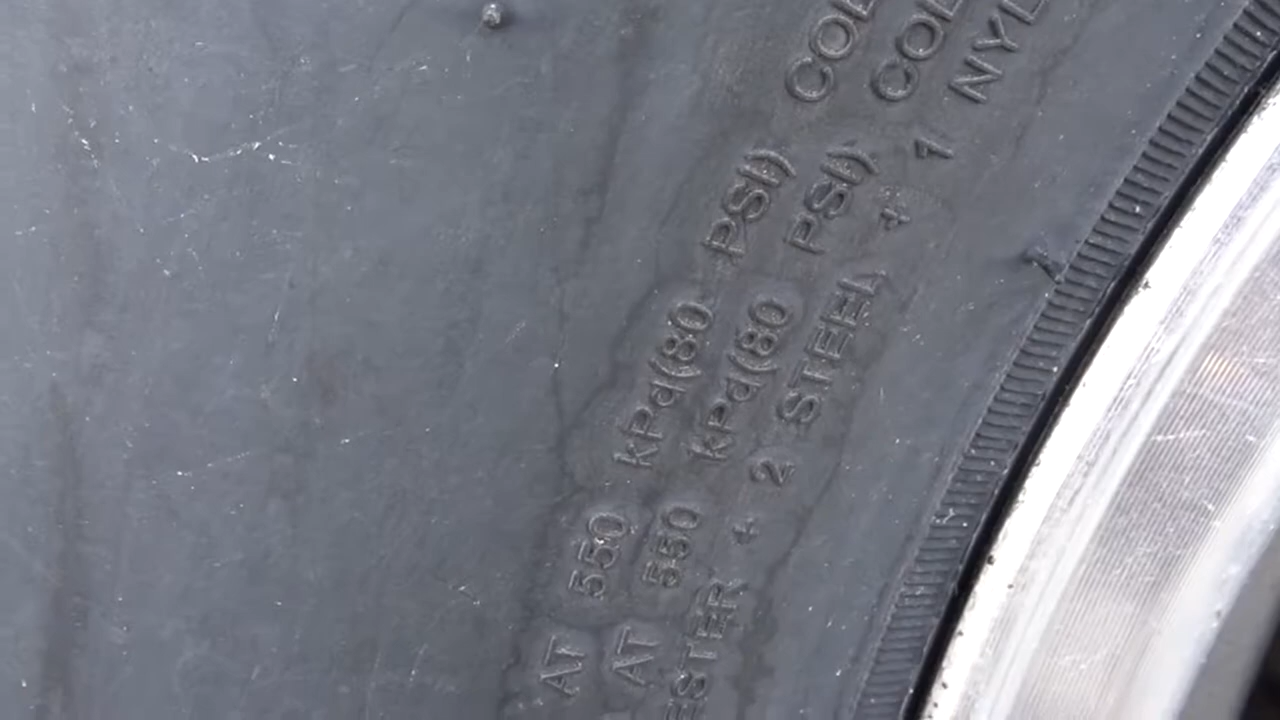 AT 550 kPa(80 PSI) COL
AT 550 kPa(80 PSI) COL
ESTER + 2 STEEL + 1 NYL